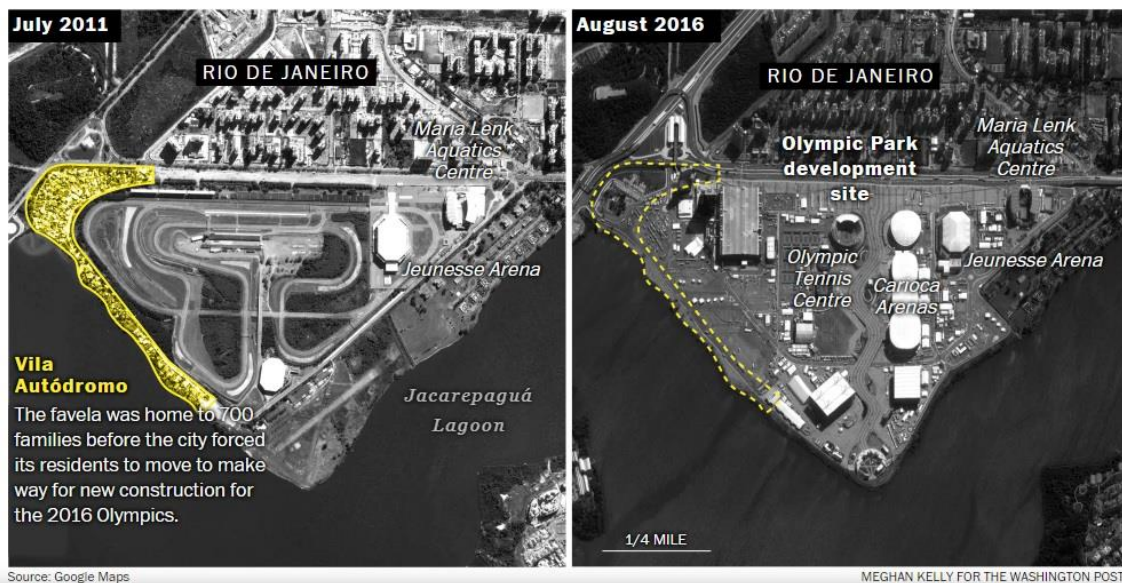 July 2011
RIO DE JANEIRO
Maria Lenk
Aquatics
Centre
Jeunesse Arena
Vila
Autódromo
The favela was home to 700
families before the city forced
its residents to move to make
way for new construction for
the 2016 Olympics.
Jacarepaguá
Lagoon
August 2016
RIO DE JANEIRO
Olympic Park
development
site
Maria Lenk
Aquatics
Centre
Olympic
Tennis
Centre
Carioca
Arenas
Jeunesse Arena
1/4 MILE
Source: Google Maps
MEGHAN KELLY FOR THE WASHINGTON POST